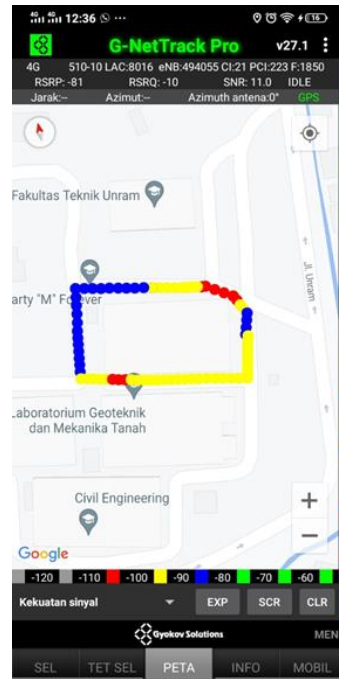 4G 4G 12:36 ... 16
G-NetTrack Pro v27.1
4G 510-10 LAC:8016 eNB:494055 CI:21 PCI:223 F:1850
RSRP:-81 RSRQ:-10 SNR: 11.0 IDLE
Jarak:-- Azimut:-- Azimuth antena:0° GPS
Fakultas Teknik Unram
Jl. Unram
arty "M" Forever
Laboratorium Geoteknik
dan Mekanika Tanah
Civil Engineering
+
−
Google
-120 -110 -100 -90 -80 -70 -60
Kekuatan sinyal EXP SCR CLR
Gyokov Solutions MEN
SEL TET SEL PETA INFO MOBIL